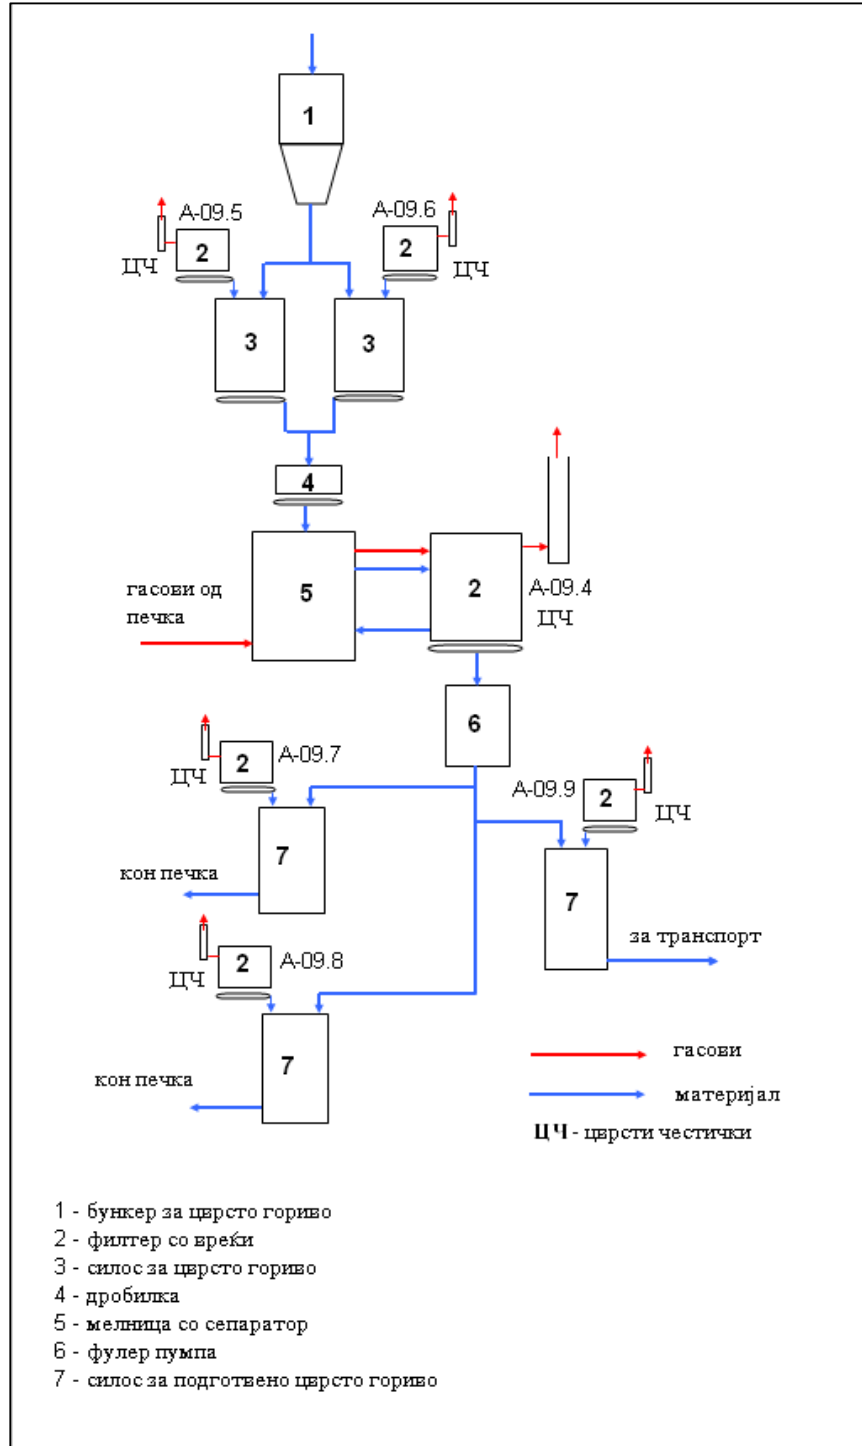 1
А-09.5
А-09.6
2
2
ЦЧ
ЦЧ
3
3
4
гасови од
печка
5
2
А-09.4
ЦЧ
6
2
А-09.7
ЦЧ
А-09.9
2
ЦЧ
7
кон печка
7
2
А-09.8
ЦЧ
за транспорт
7
кон печка
гасови
материјал
ЦЧ - цврсти честички
1 - бункер за цврсто гориво
2 - филтер со вреќи
3 - силос за цврсто гориво
4 - дробилка
5 - мелница со сепаратор
6 - фулер пумпа
7 - силос за подготвено цврсто гориво